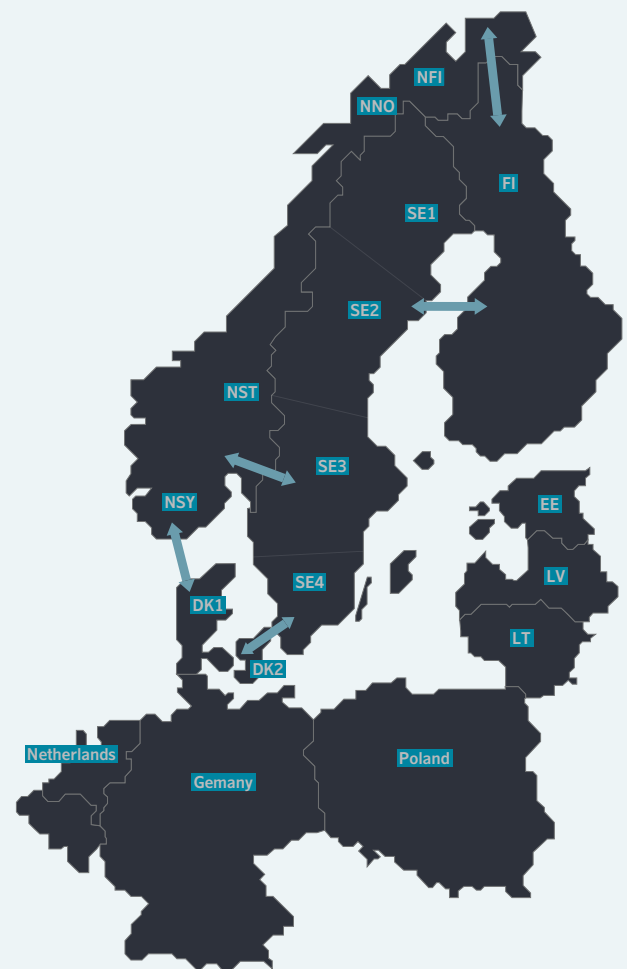 NFI
NNO
FI
SE1
SE2
NST
SE3
NSY
EE
LV
SE4
DK1
LT
DK2
Netherlands
Poland
Gemany